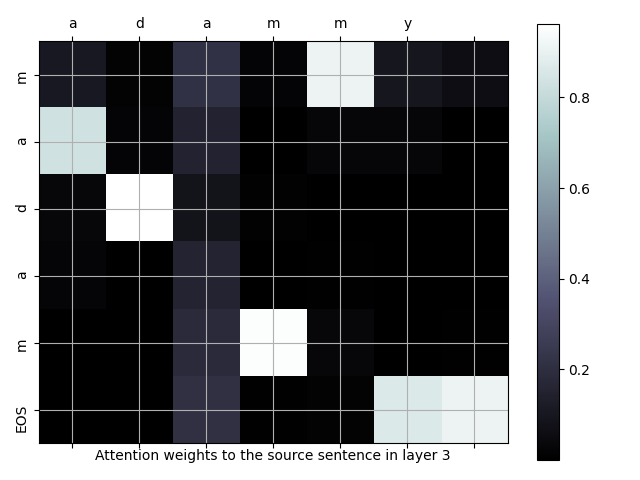 a d a m m y
m
a
d
a
m
EOS
0.8
0.6
0.4
0.2
Attention weights to the source sentence in layer 3